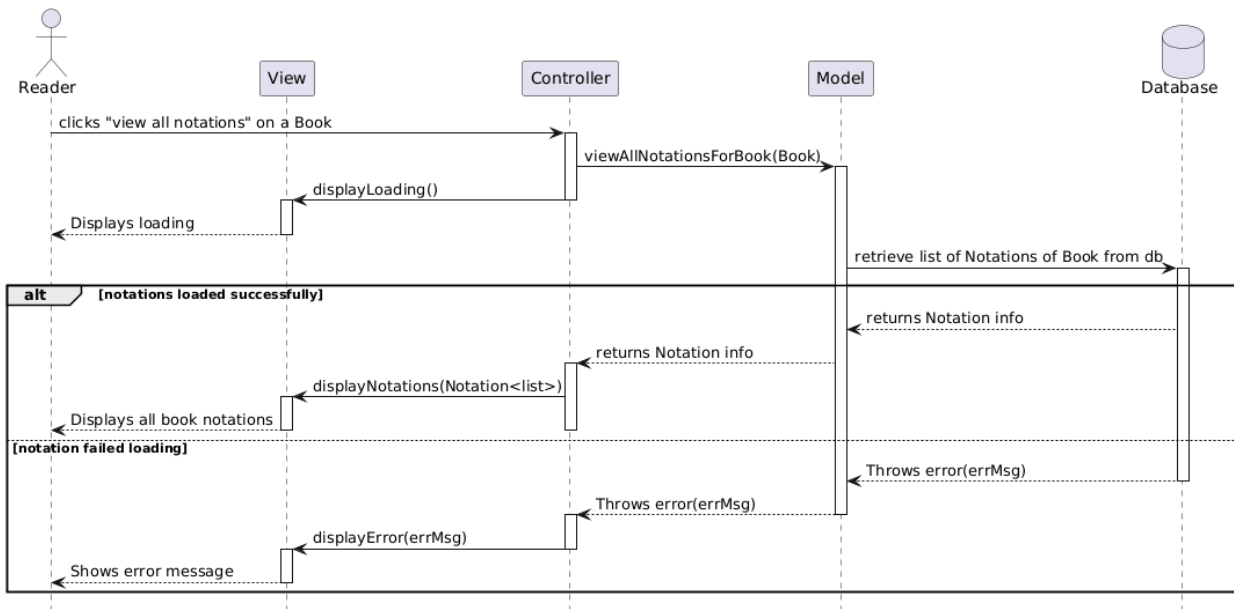 Reader
View
Controller
Model
Database
clicks "view all notations" on a Book
viewAllNotationsForBook(Book)
displayLoading()
Displays loading
retrieve list of Notations of Book from db
alt [notations loaded successfully]
returns Notation info
returns Notation info
displayNotations(Notation<list>)
Displays all book notations
[notation failed loading]
Throws error(errMsg)
Throws error(errMsg)
displayError(errMsg)
Shows error message